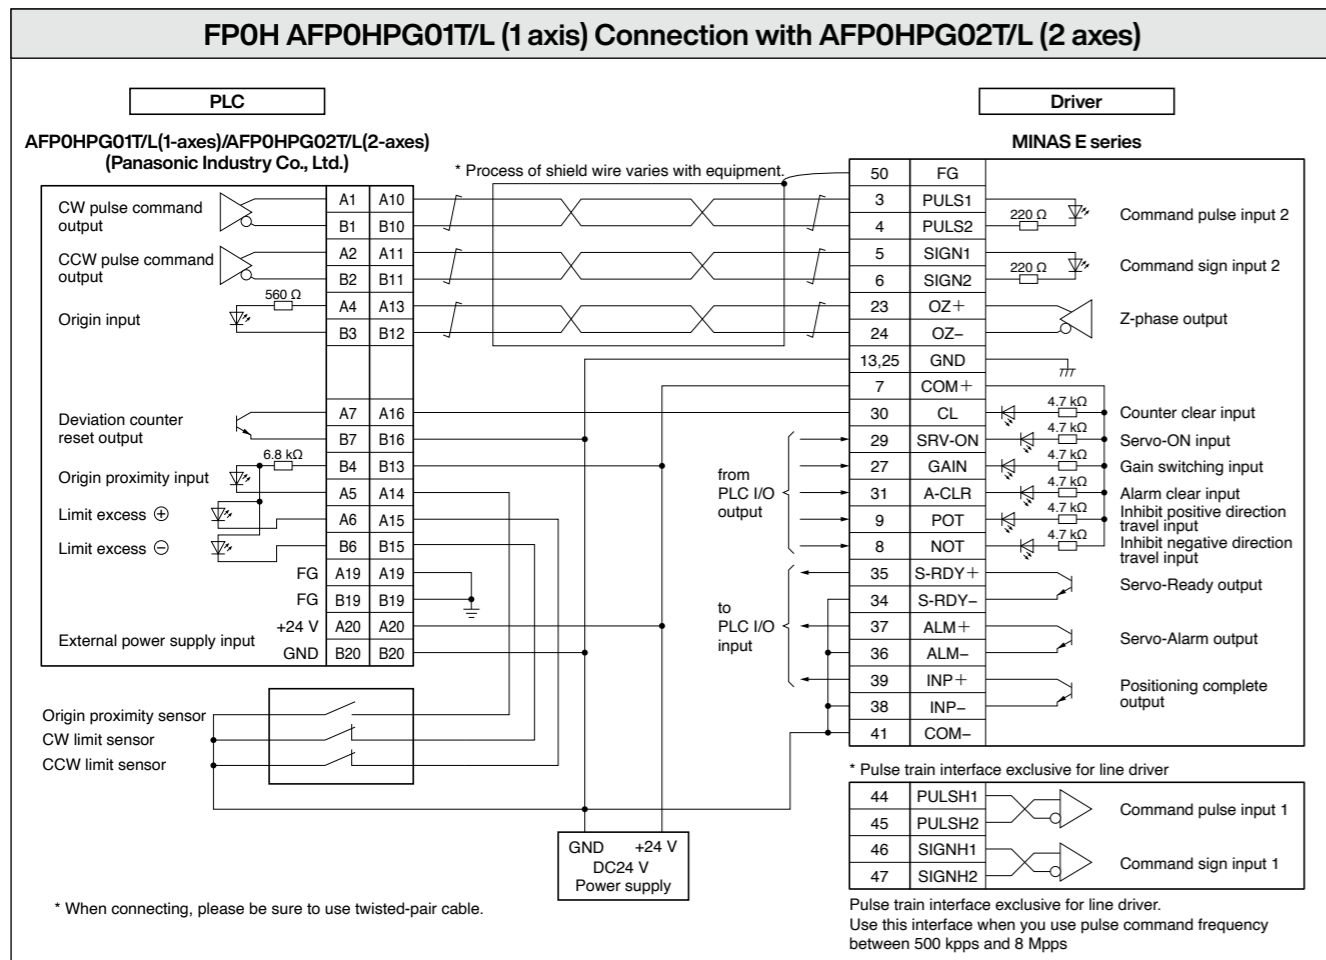 FP0H AFP0HPG01T/L (1 axis) Connection with AFP0HPG02T/L (2 axes)
PLC
AFP0HPG01T/L(1-axes)/AFP0HPG02T/L(2-axes)
(Panasonic Industry Co., Ltd.)
* Process of shield wire varies with equipment.
Driver
MINAS E series
CW pulse command
output
A1 A10
B1 B10
CCW pulse command
output
A2 A11
B2 B11
Origin input
560 Ω
A4 A13
B3 B12
Deviation counter
reset output
A7 A16
B7 B16
Origin proximity input
6.8 kΩ
B4 B13
A5 A14
Limit excess ⊕
A6 A15
Limit excess ⊖
B6 B15
FG A19 A19
FG B19 B19
External power supply input
+24 V A20 A20
GND B20 B20
Origin proximity sensor
CW limit sensor
CCW limit sensor
GND +24 V
DC24 V
Power supply
* When connecting, please be sure to use twisted-pair cable.
from
PLC I/O
output
to
PLC I/O
input
50 FG
3 PULS1
4 PULS2
220 Ω
Command pulse input 2
5 SIGN1
6 SIGN2
220 Ω
Command sign input 2
23 OZ+
24 OZ−
Z-phase output
13,25 GND
7 COM+
30 CL 4.7 kΩ Counter clear input
29 SRV-ON 4.7 kΩ Servo-ON input
27 GAIN 4.7 kΩ Gain switching input
31 A-CLR 4.7 kΩ Alarm clear input
9 POT 4.7 kΩ Inhibit positive direction
travel input
8 NOT 4.7 kΩ Inhibit negative direction
travel input
35 S-RDY+
34 S-RDY−
Servo-Ready output
37 ALM+
36 ALM−
Servo-Alarm output
39 INP+
38 INP−
Positioning complete
output
41 COM−
* Pulse train interface exclusive for line driver
44 PULSH1
45 PULSH2
Command pulse input 1
46 SIGNH1
47 SIGNH2
Command sign input 1
Pulse train interface exclusive for line driver.
Use this interface when you use pulse command frequency
between 500 kpps and 8 Mpps